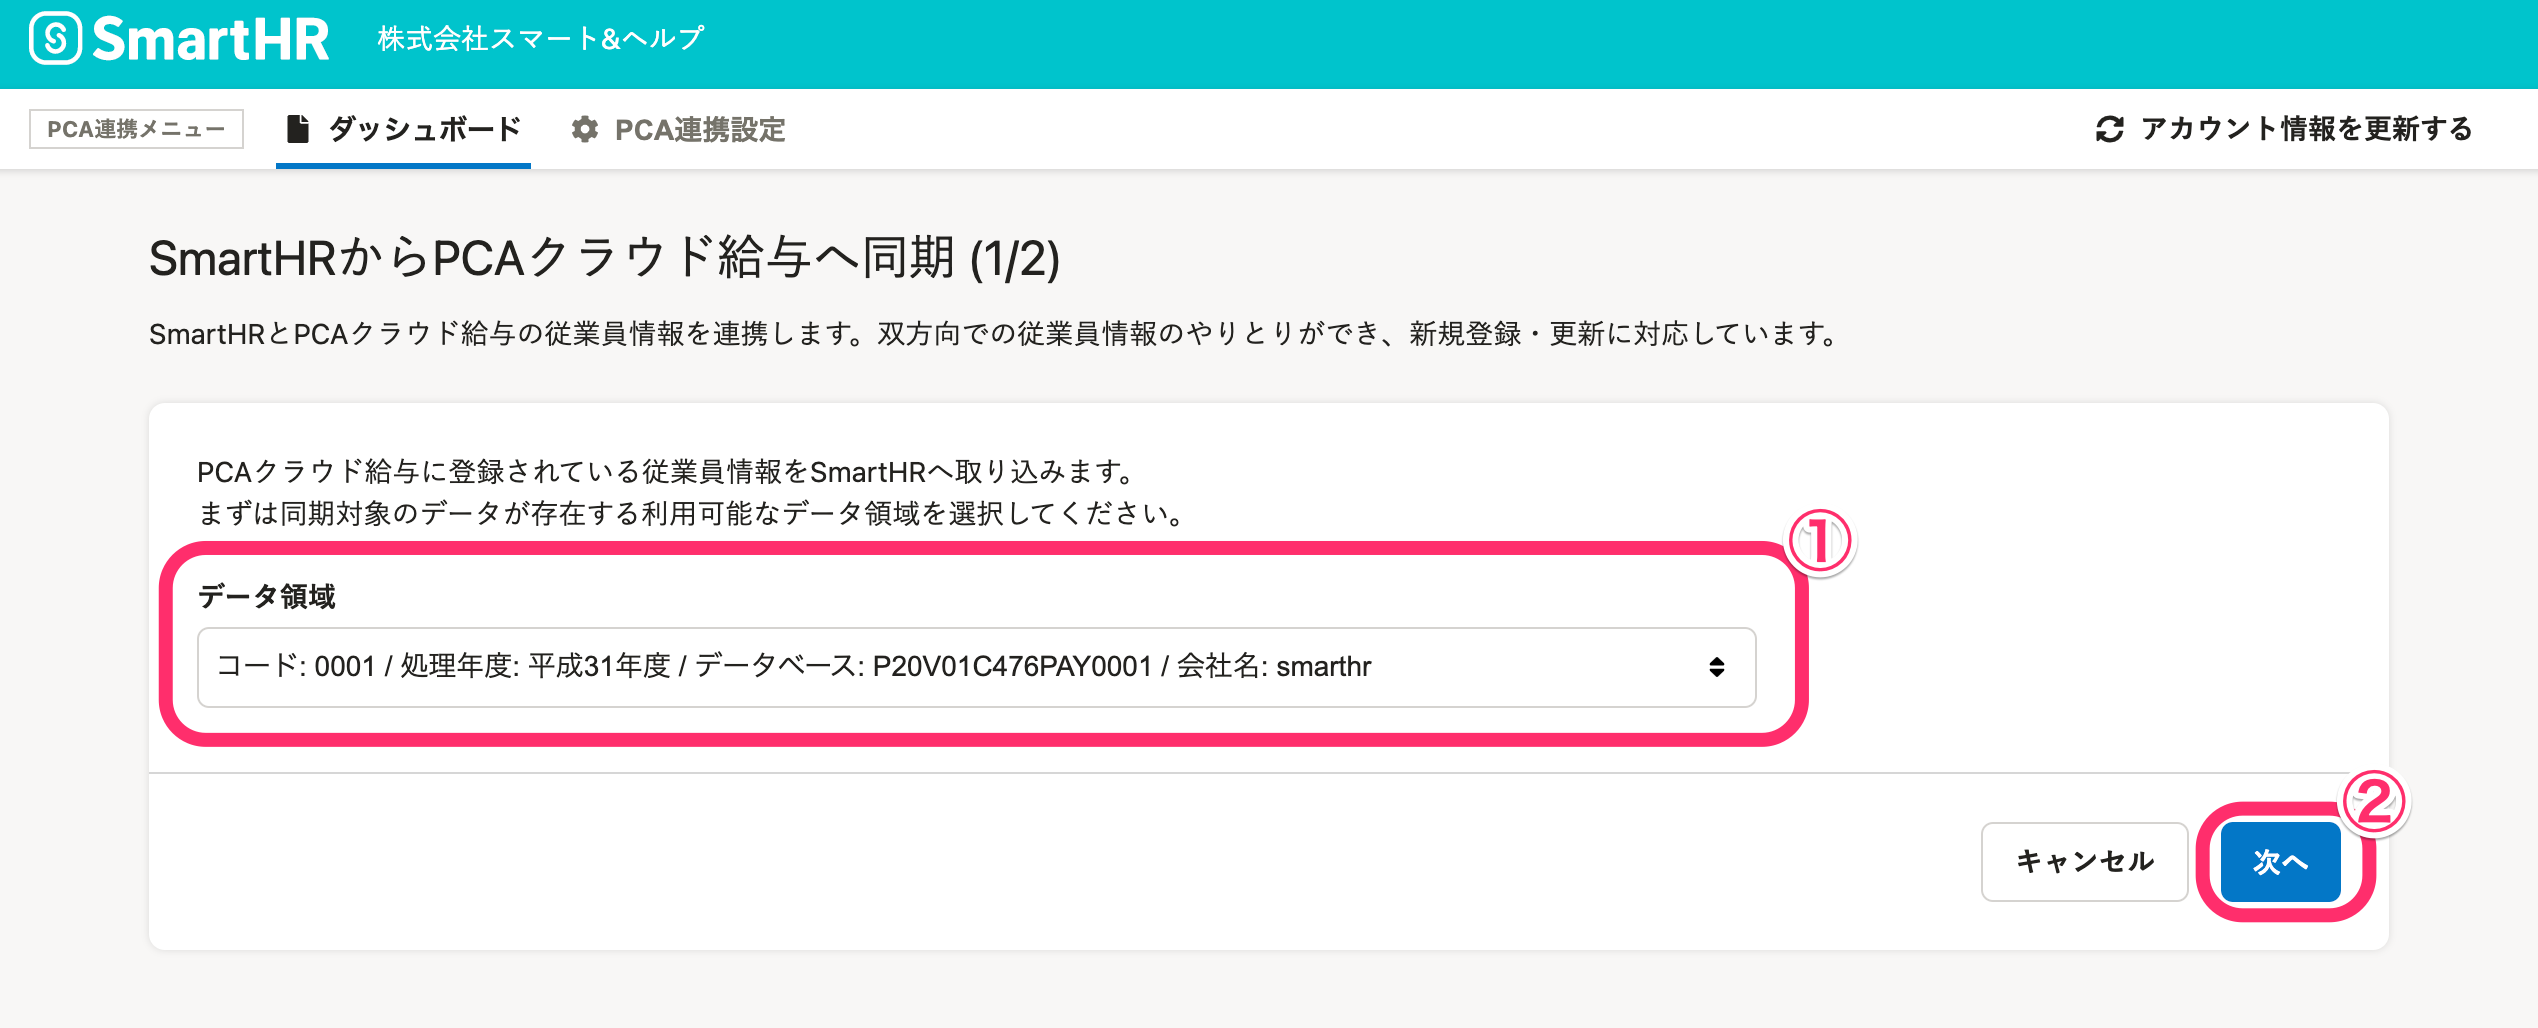 SmartHR 株式会社スマート&ヘルプ
PCA連携メニュー ダッシュボード PCA連携設定 アカウント情報を更新する
SmartHRからPCAクラウド給与へ同期 (1/2)
SmartHRとPCAクラウド給与の従業員情報を連携します。双方向での従業員情報のやりとりができ、新規登録・更新に対応しています。
PCAクラウド給与に登録されている従業員情報をSmartHRへ取り込みます。
まずは同期対象のデータが存在する利用可能なデータ領域を選択してください。
①
データ領域
コード: 0001 / 処理年度: 平成31年度 / データベース: P20V01C476PAY0001 / 会社名: smarthr
②
キャンセル 次へ